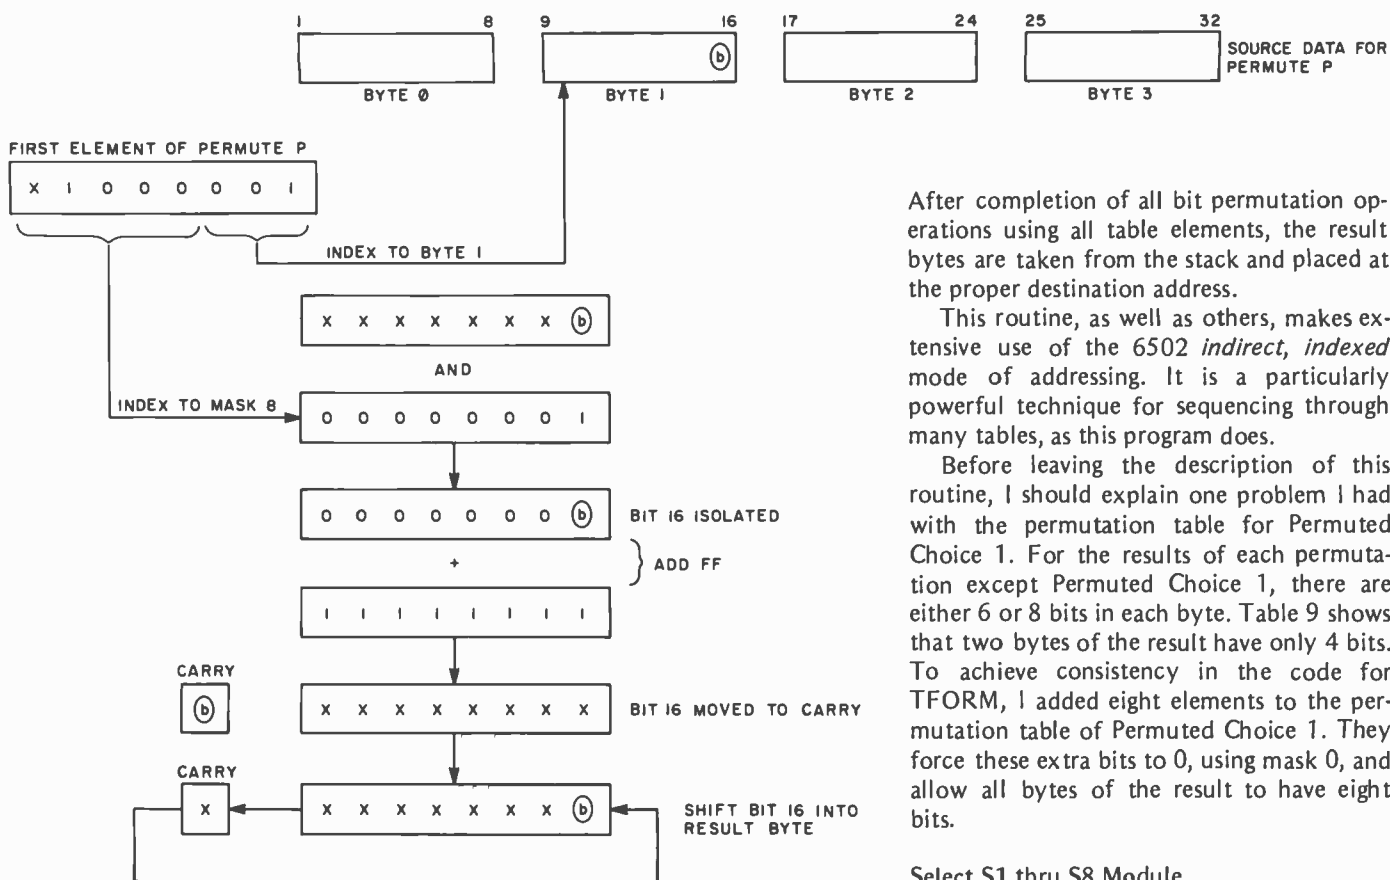 1 8 9 16 17 24 25 32
b
SOURCE DATA FOR
PERMUTE P
BYTE 0 BYTE 1 BYTE 2 BYTE 3
FIRST ELEMENT OF PERMUTE P
X 1 0 0 0 0 0 1
INDEX TO BYTE 1
X X X X X X X b
AND
INDEX TO MASK 8
0 0 0 0 0 0 0 1
0 0 0 0 0 0 0 b
BIT 16 ISOLATED
+
ADD FF
1 1 1 1 1 1 1 1
CARRY
b
X X X X X X X X
BIT 16 MOVED TO CARRY
CARRY
X
X X X X X X X b
SHIFT BIT 16 INTO
RESULT BYTE
After completion of all bit permutation op-
erations using all table elements, the result
bytes are taken from the stack and placed at
the proper destination address.
This routine, as well as others, makes ex-
tensive use of the 6502 indirect, indexed
mode of addressing. It is a particularly
powerful technique for sequencing through
many tables, as this program does.
Before leaving the description of this
routine, I should explain one problem I had
with the permutation table for Permuted
Choice 1. For the results of each permuta-
tion except Permuted Choice 1, there are
either 6 or 8 bits in each byte. Table 9 shows
that two bytes of the result have only 4 bits.
To achieve consistency in the code for
TFORM, I added eight elements to the per-
mutation table of Permuted Choice 1. They
force these extra bits to 0, using mask 0, and
allow all bytes of the result to have eight
bits.
Select S1 thru S8 Module